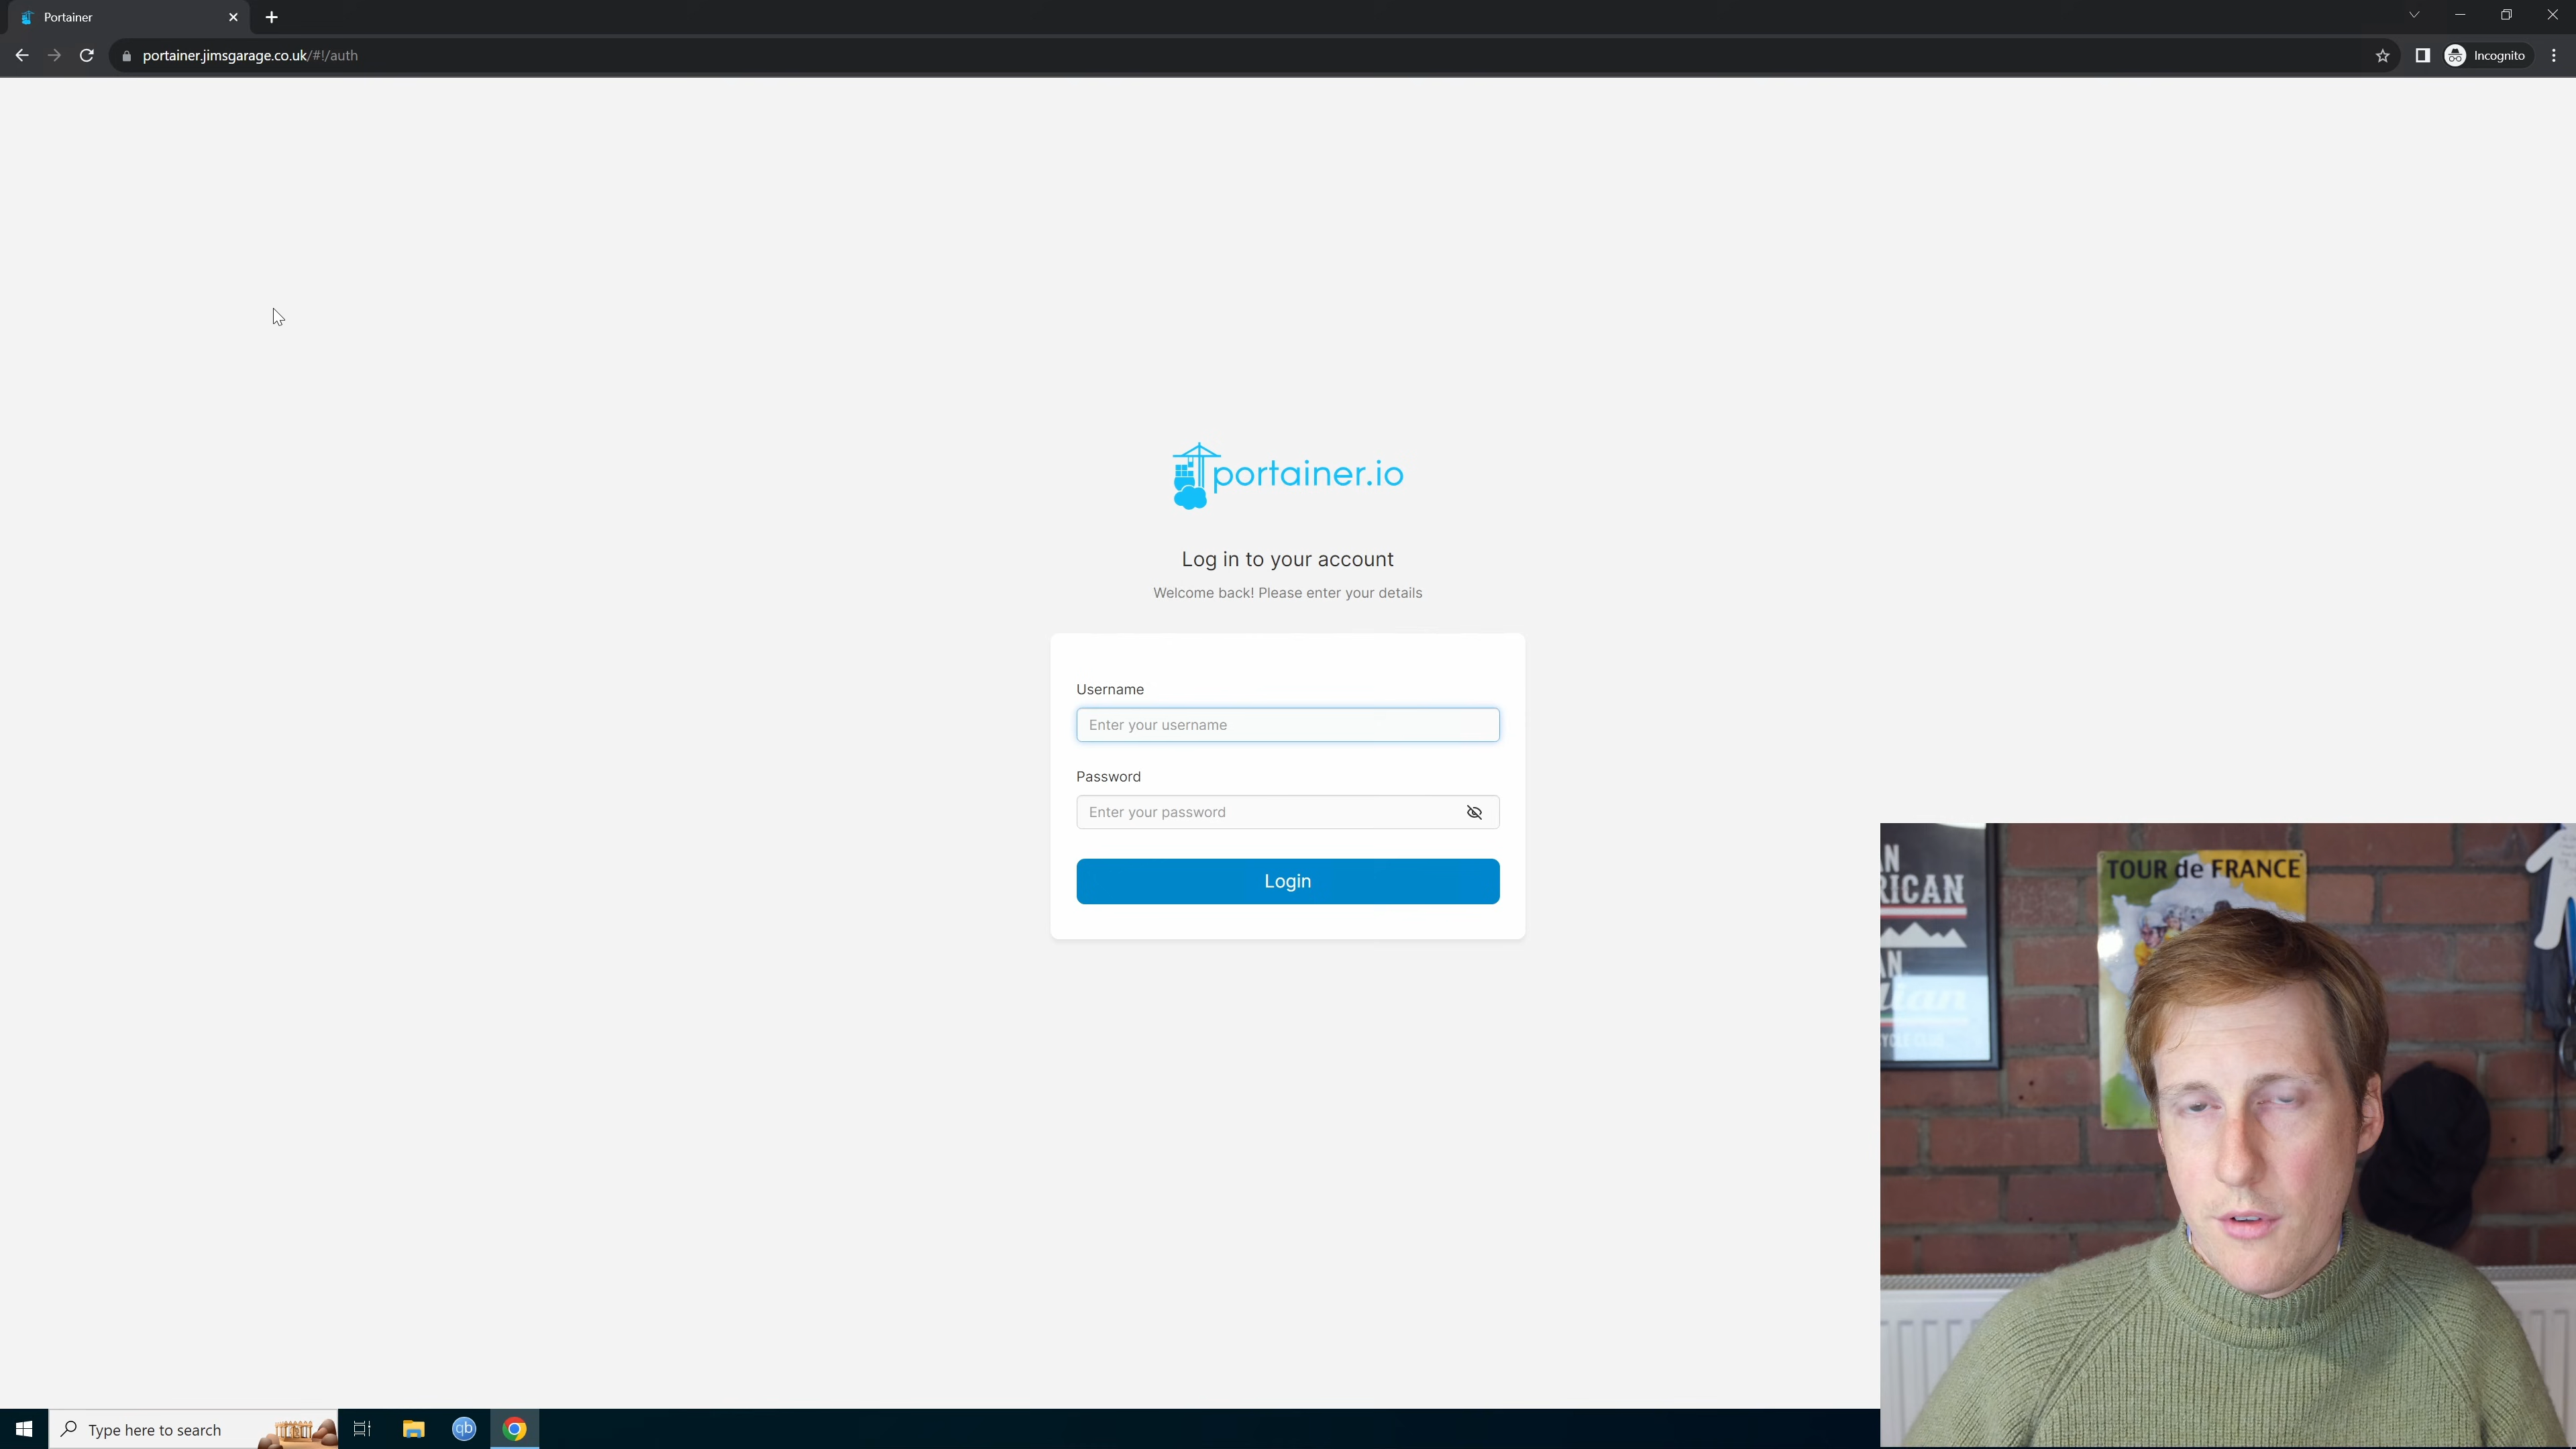 Portainer
portainer.jimsgarage.co.uk/#!/auth
Incognito
portainer.io
Log in to your account
Welcome back! Please enter your details
Username
Enter your username
Password
Enter your password
Login
TOUR de FRANCE
RICAN
Type here to search
qb